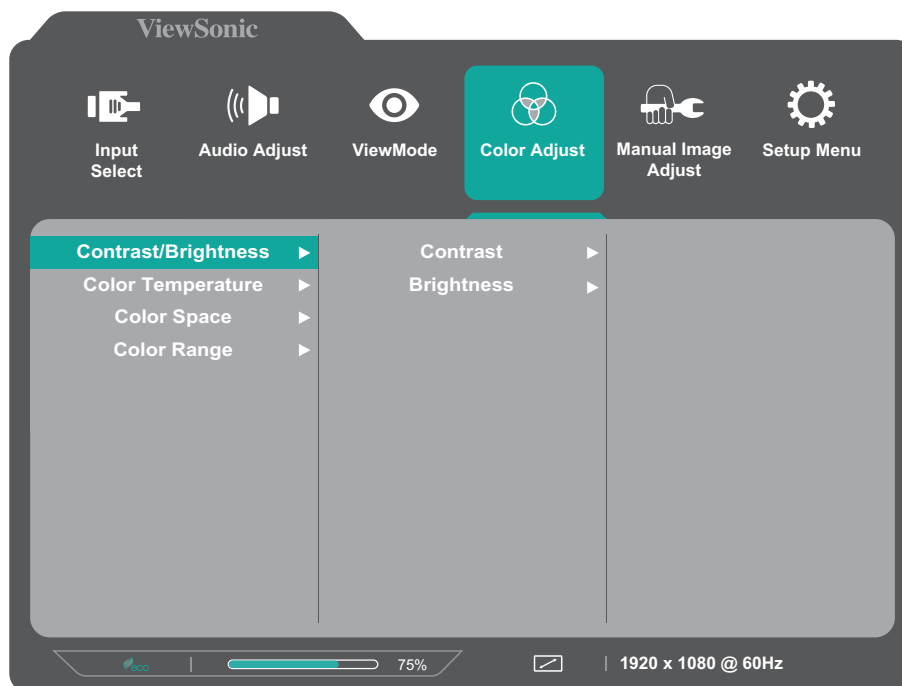 ViewSonic
Input
Select
Audio Adjust
ViewMode
Color Adjust
Manual Image
Adjust
Setup Menu
Contrast/Brightness
Color Temperature
Color Space
Color Range
Contrast
Brightness
eco
75%
1920 x 1080 @ 60Hz